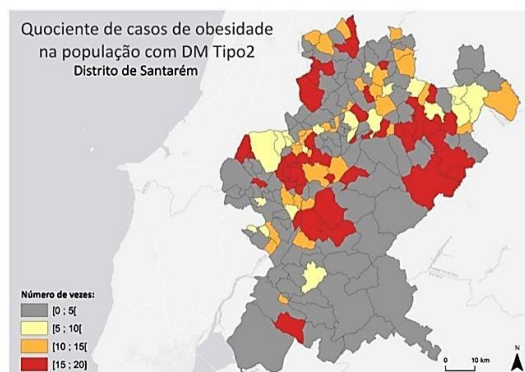 Quociente de casos de obesidade
na população com DM Tipo2
Distrito de Santarém
Número de vezes:
[0 ; 5[
[5 ; 10[
[10 ; 15[
[15 ; 20]
0 10 km
N